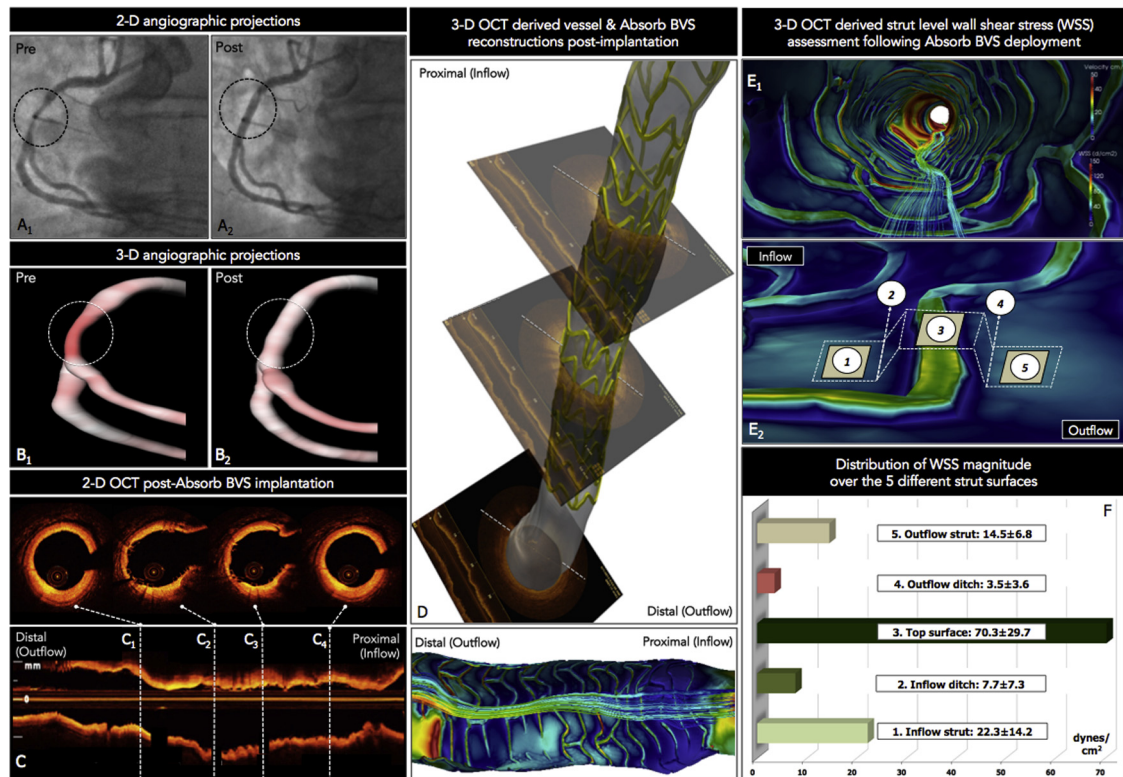 2-D angiographic projections
Pre
Post
A1
A2
3-D angiographic projections
Pre
Post
B1
B2
2-D OCT post-Absorb BVS implantation
Distal
(Outflow)
C1
C2
C3
C4
Proximal
(Inflow)
mm
0
C
3-D OCT derived vessel & Absorb BVS
reconstructions post-implantation
Proximal (Inflow)
D
Distal (Outflow)
Distal (Outflow)
Proximal (Inflow)
3-D OCT derived strut level wall shear stress (WSS)
assessment following Absorb BVS deployment
E1
Velocity cm/
50
0
WSS (d/cm2)
150
120
40
Inflow
2
4
3
1
5
E2
Outflow
Distribution of WSS magnitude
over the 5 different strut surfaces
F
5. Outflow strut: 14.5±6.8
4. Outflow ditch: 3.5±3.6
3. Top surface: 70.3±29.7
2. Inflow ditch: 7.7±7.3
1. Inflow strut: 22.3±14.2
dynes/
cm2
0 10 20 30 40 50 60 70